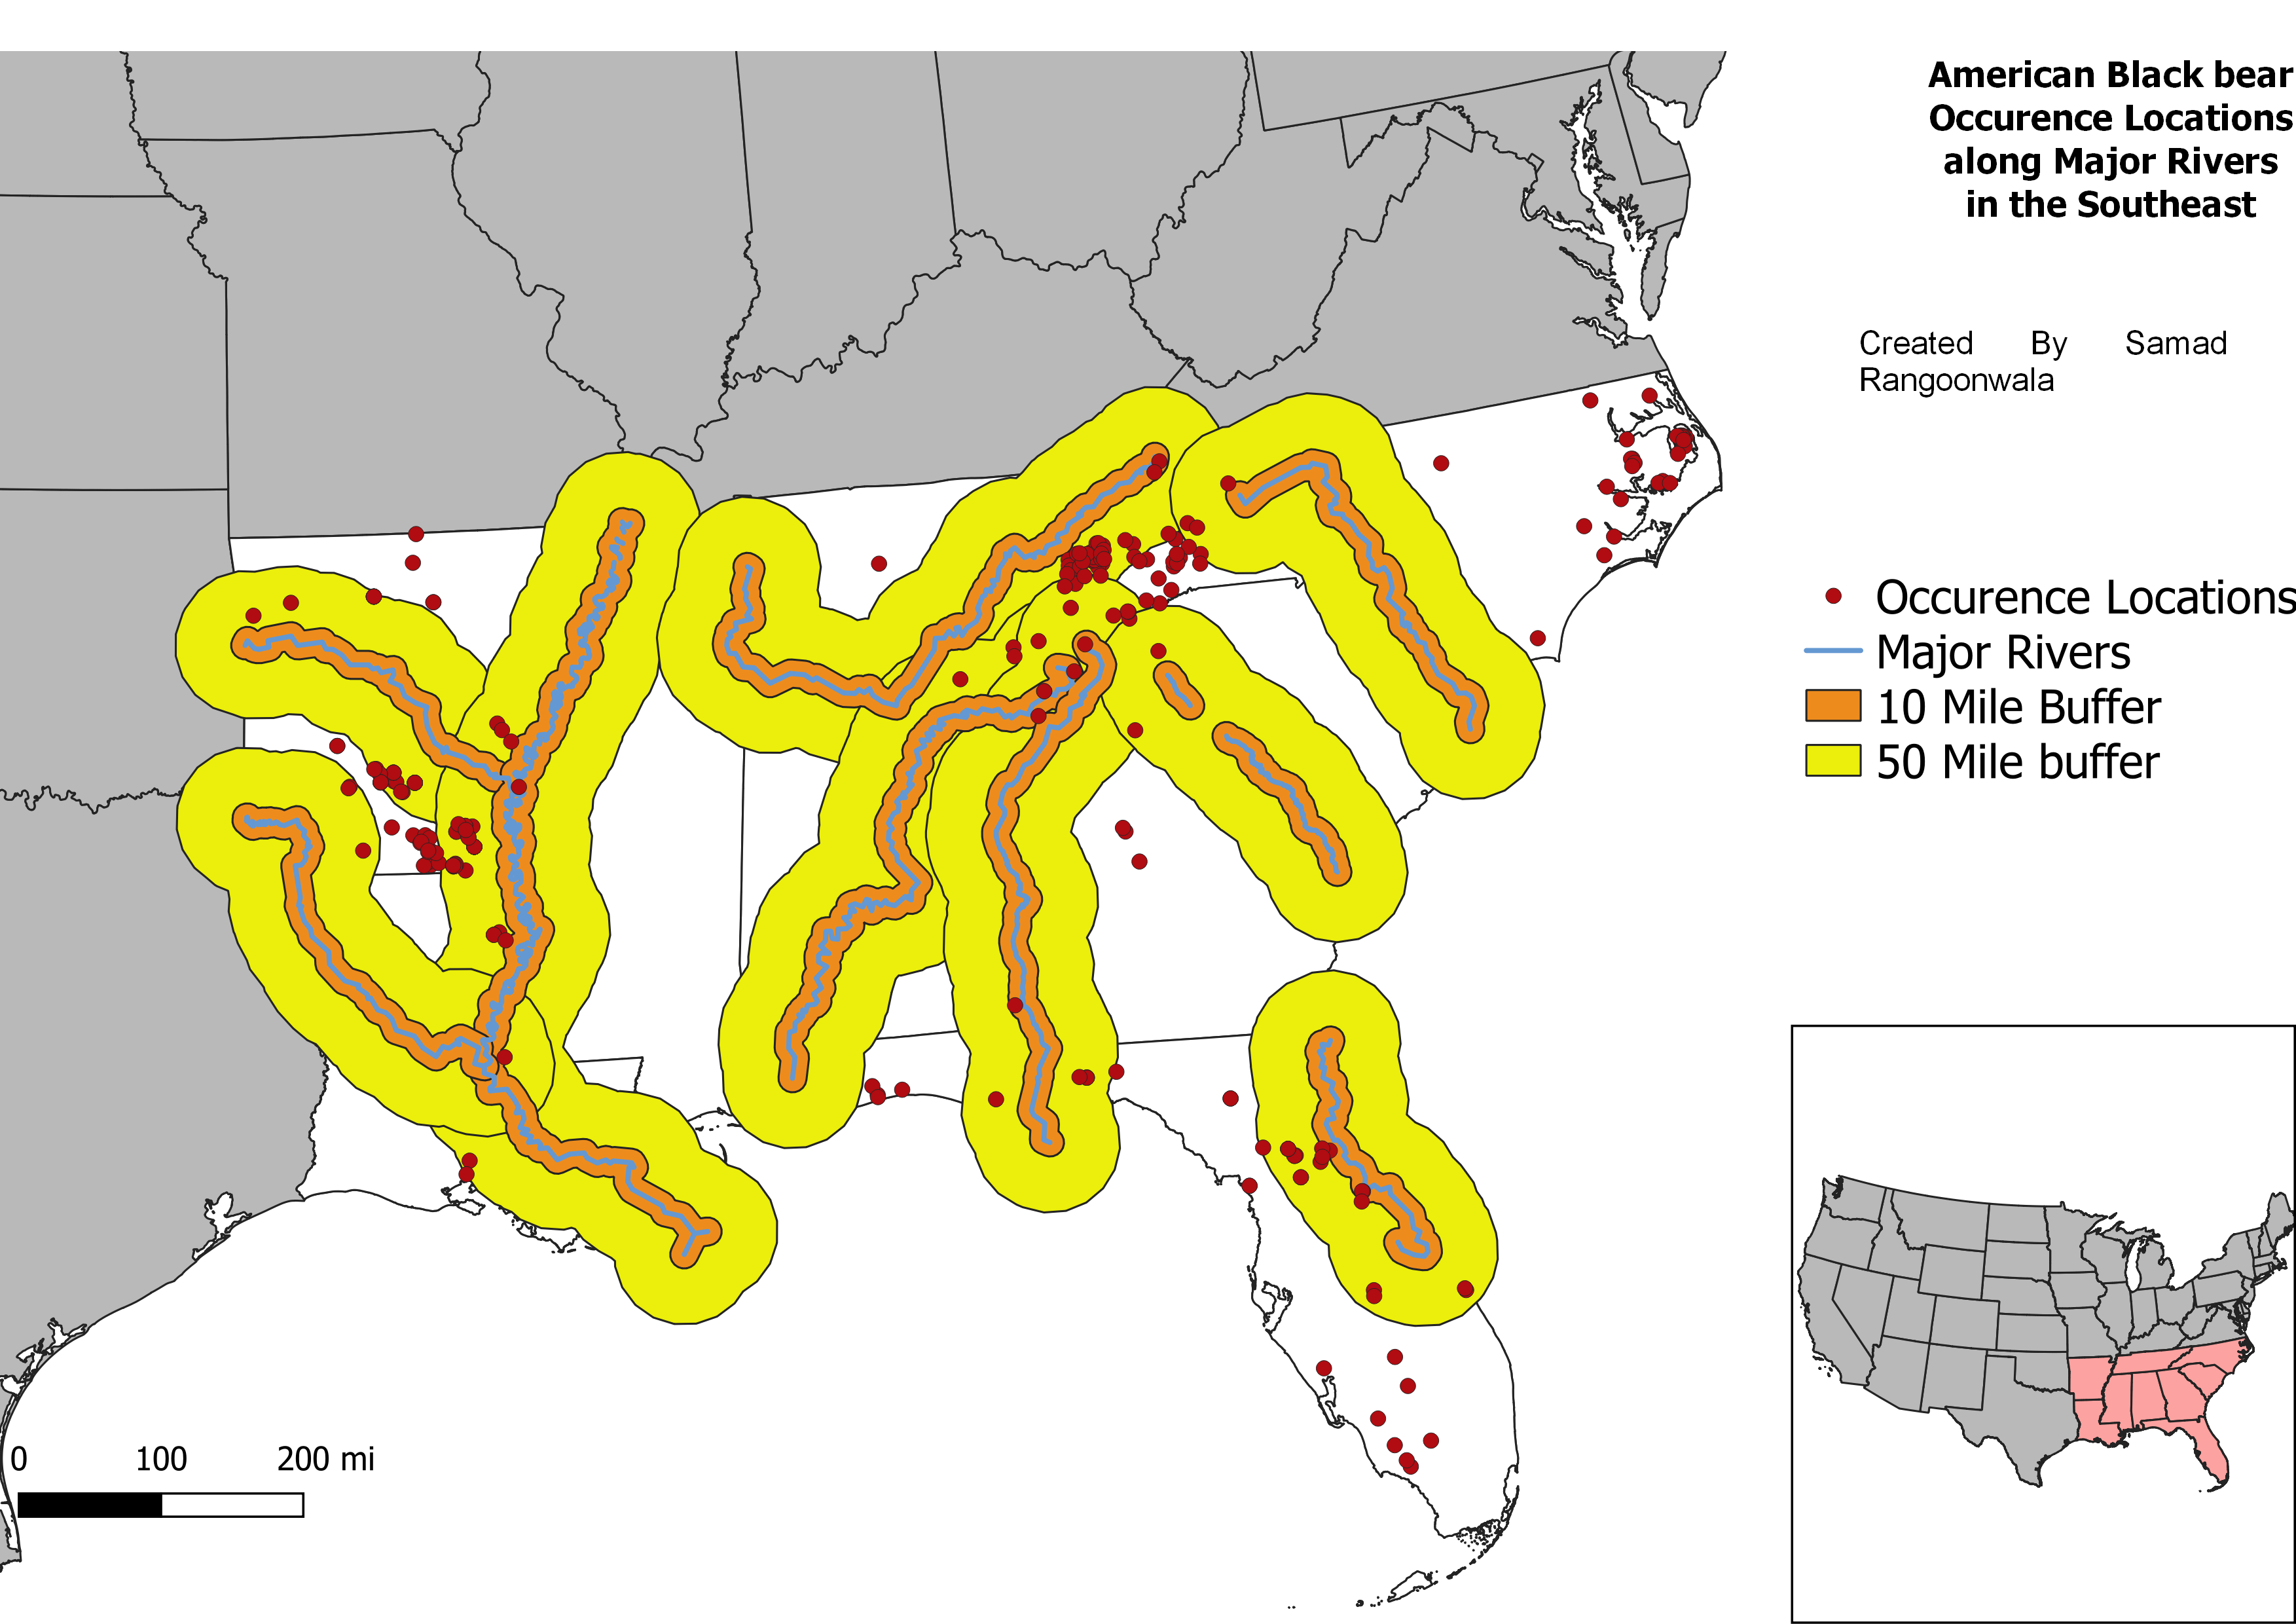 American Black bear
Occurence Locations
along Major Rivers
in the Southeast
Created By Samad
Rangoonwala
Occurence Locations
Major Rivers
10 Mile Buffer
50 Mile buffer
0 100 200 mi